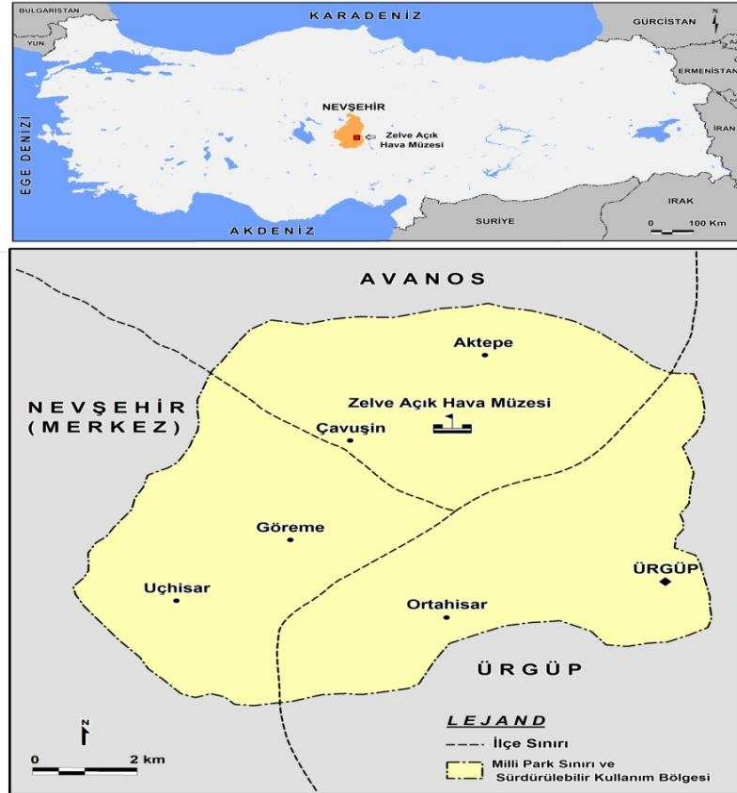 BULGARİSTAN
KARADENİZ
N
GÜRCİSTAN
YUN
ERMENİSTAN
NEVŞEHİR
Zelve Açık
Hava Müzesi
İRAN
EGE DENİZİ
IRAK
SURİYE
AKDENİZ
0 100 Km
AVANOS
Aktepe
NEVŞEHİR
(MERKEZ)
Zelve Açık Hava Müzesi
Çavuşin
Göreme
ÜRGÜP
Uçhisar
Ortahisar
ÜRGÜP
N
0 2 km
LEJAND
İlçe Sınırı
Milli Park Sınırı ve
Sürdürülebilir Kullanım Bölgesi